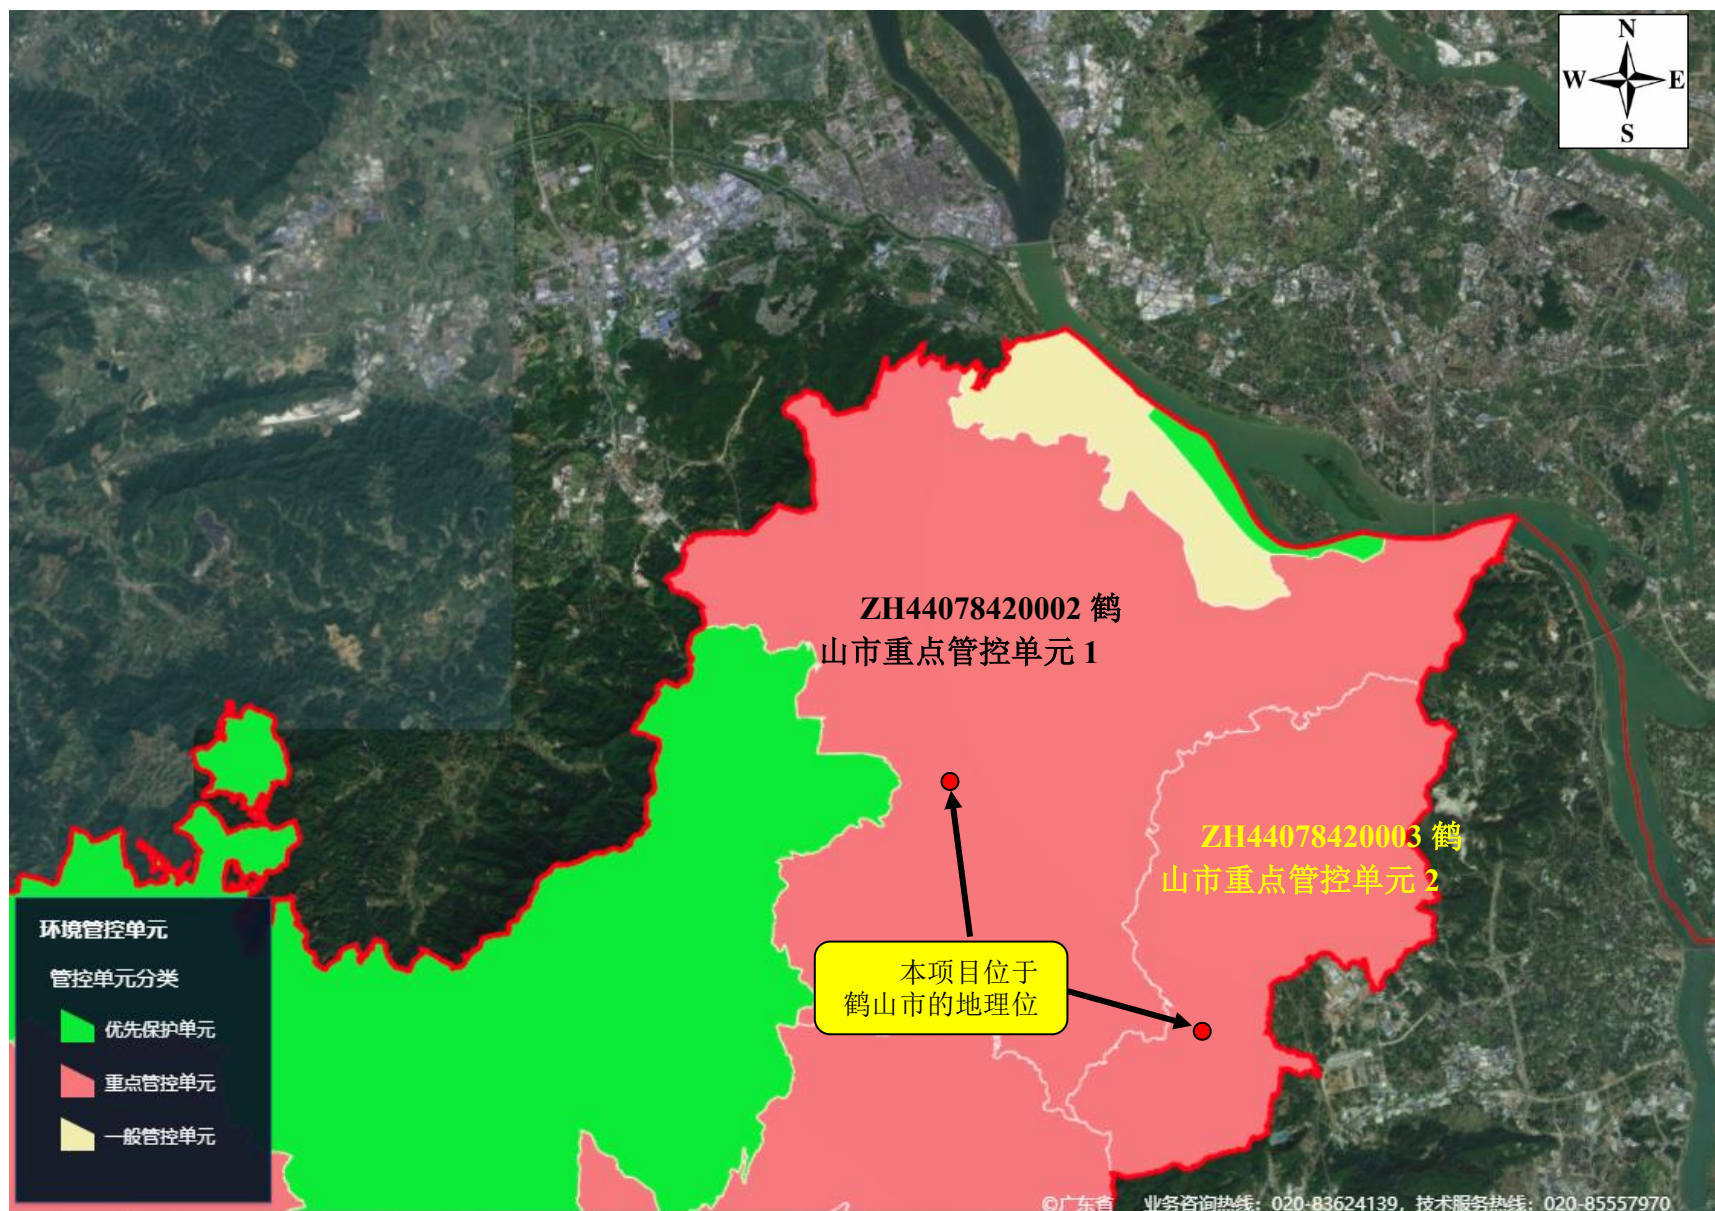 N
W E
S
ZH44078420002 鹤
山市重点管控单元 1
ZH44078420003 鹤
山市重点管控单元 2
本项目位于
鹤山市的地理位
环境管控单元
管控单元分类
优先保护单元
重点管控单元
一般管控单元
©广东省 业务咨询热线：020-83624139，技术服务热线：020-85557970